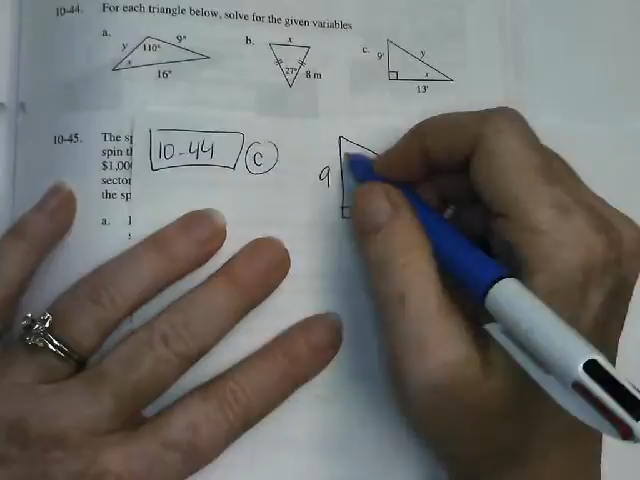 10-44. For each triangle below, solve for the given variables
a. y 110° 9" x 16"
b. x 27° 8 m
c. 9' y x 13'
10-45. The sp
spin t
$1,00
sector
the sp
a.
10-44 c
9